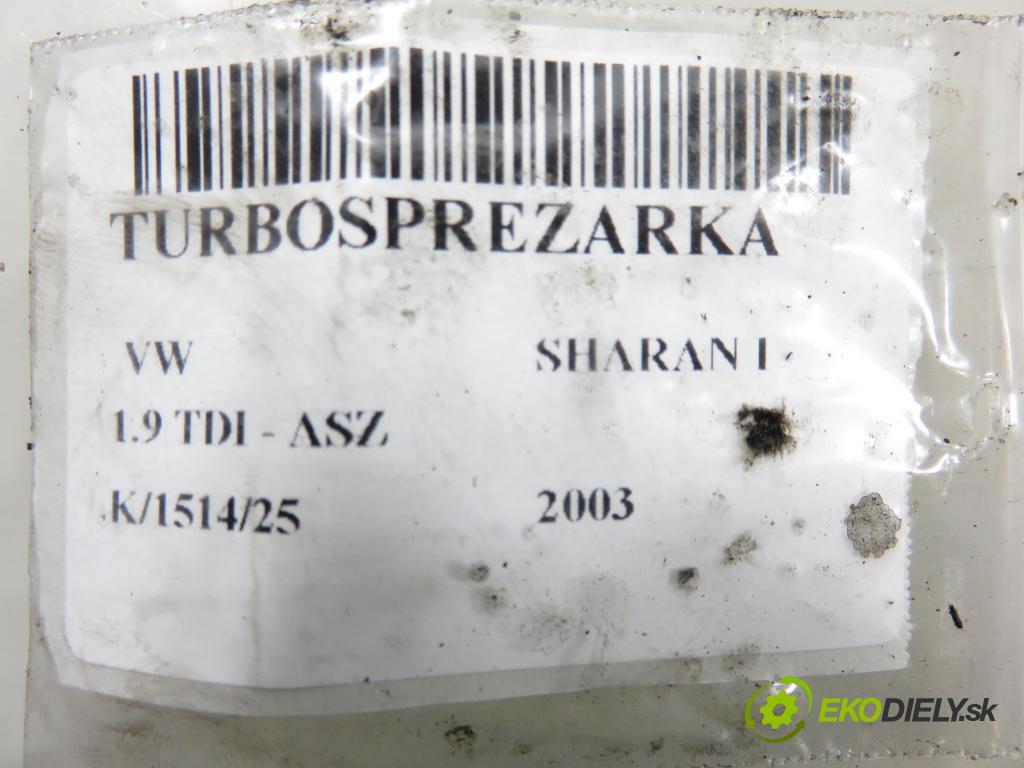 TURBOSPREZARKA
VW SHARAN I
1.9 TDI - ASZ
K/1514/25 2003
EKODIELY.sk